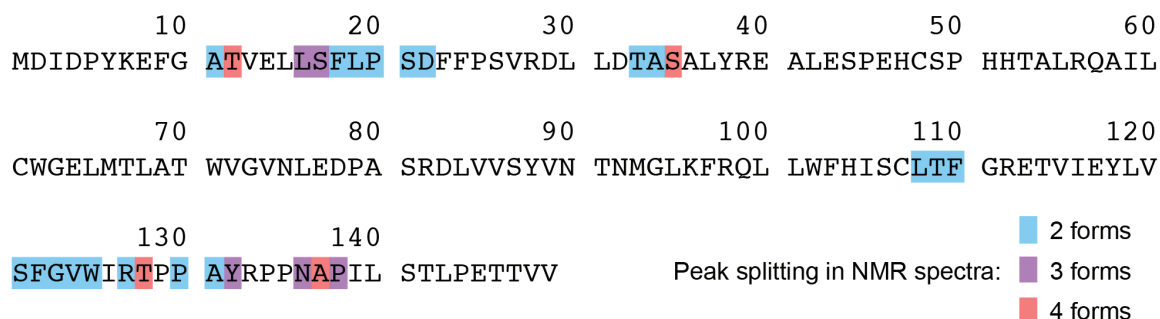 10 20 30 40 50 60
MDIDPYKEFG ATVELLSFLP SDFFPSVRDL LDTASALYRE ALESPEHCSP HHTALRQAIL
70 80 90 100 110 120
CWGELMTLAT WVGVNLEDPA SRDLVVSYVN TNMGLKFRQL LWFHISCLTF GRETVIEYLV
130 140
SFGVWIRTPP AYRPPNAPIL STLPETTVV
Peak splitting in NMR spectra:
2 forms
3 forms
4 forms